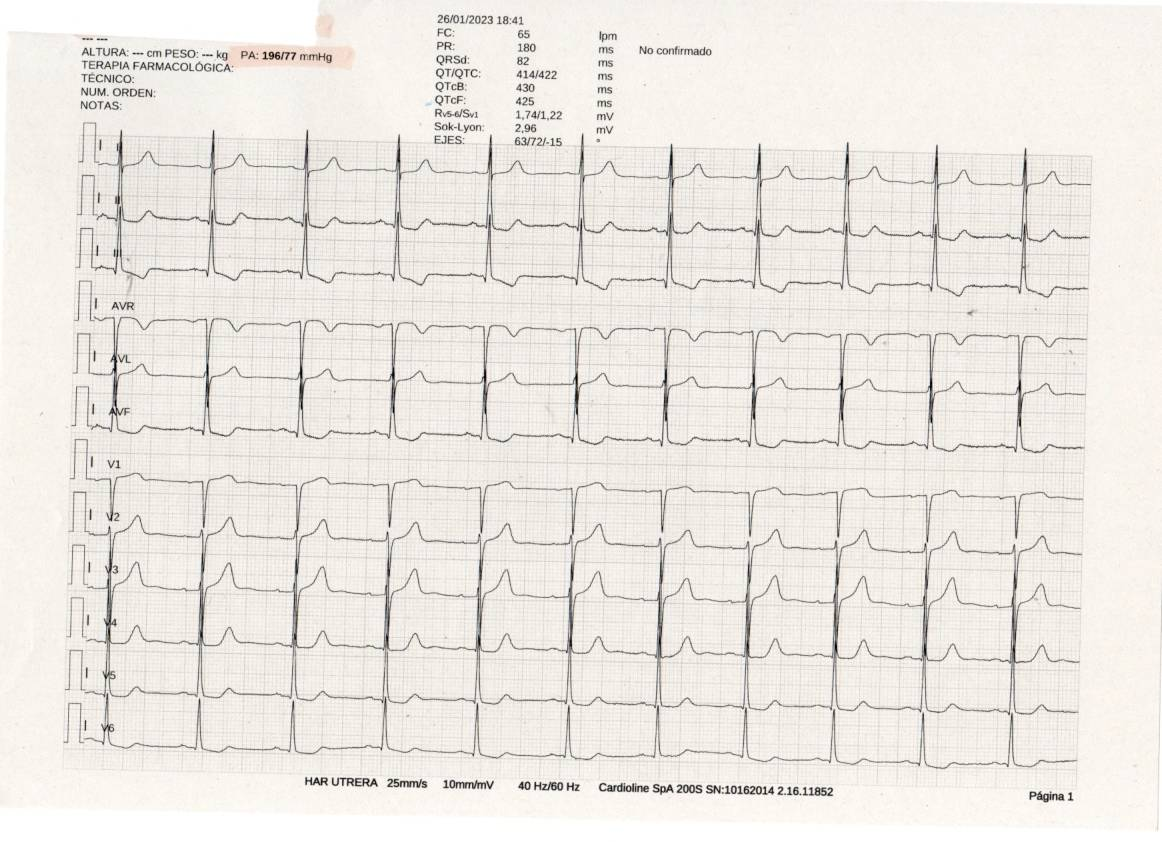 26/01/2023 18:41
FC: 65 lpm
PR: 180 ms No confirmado
QRSd: 82 ms
QT/QTC: 414/422 ms
QTcB: 430 ms
QTcF: 425 ms
Rv5-6/Sv1 1,74/1,22 mV
Sok-Lyon: 2,96 mV
EJES: 63/72/-15 °
--- ---
ALTURA: --- cm PESO: --- kg PA: 196/77 mmHg
TERAPIA FARMACOLÓGICA:
TÉCNICO:
NUM. ORDEN:
NOTAS:
I
II
III
AVR
AVL
AVF
V1
V2
V3
V4
V5
V6
HAR UTRERA 25mm/s 10mm/mV 40 Hz/60 Hz Cardioline SpA 200S SN:10162014 2.16.11852
Página 1